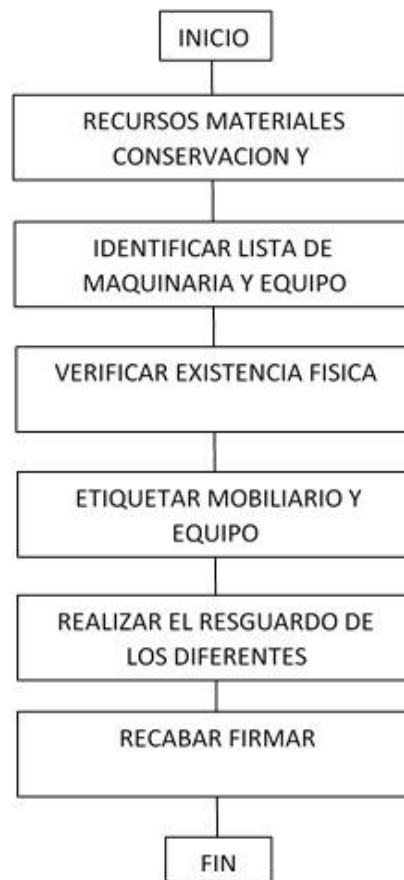 INICIO
RECURSOS MATERIALES
CONSERVACION Y
IDENTIFICAR LISTA DE
MAQUINARIA Y EQUIPO
VERIFICAR EXISTENCIA FISICA
ETIQUETAR MOBILIARIO Y
EQUIPO
REALIZAR EL RESGUARDO DE
LOS DIFERENTES
RECABAR FIRMAR
FIN